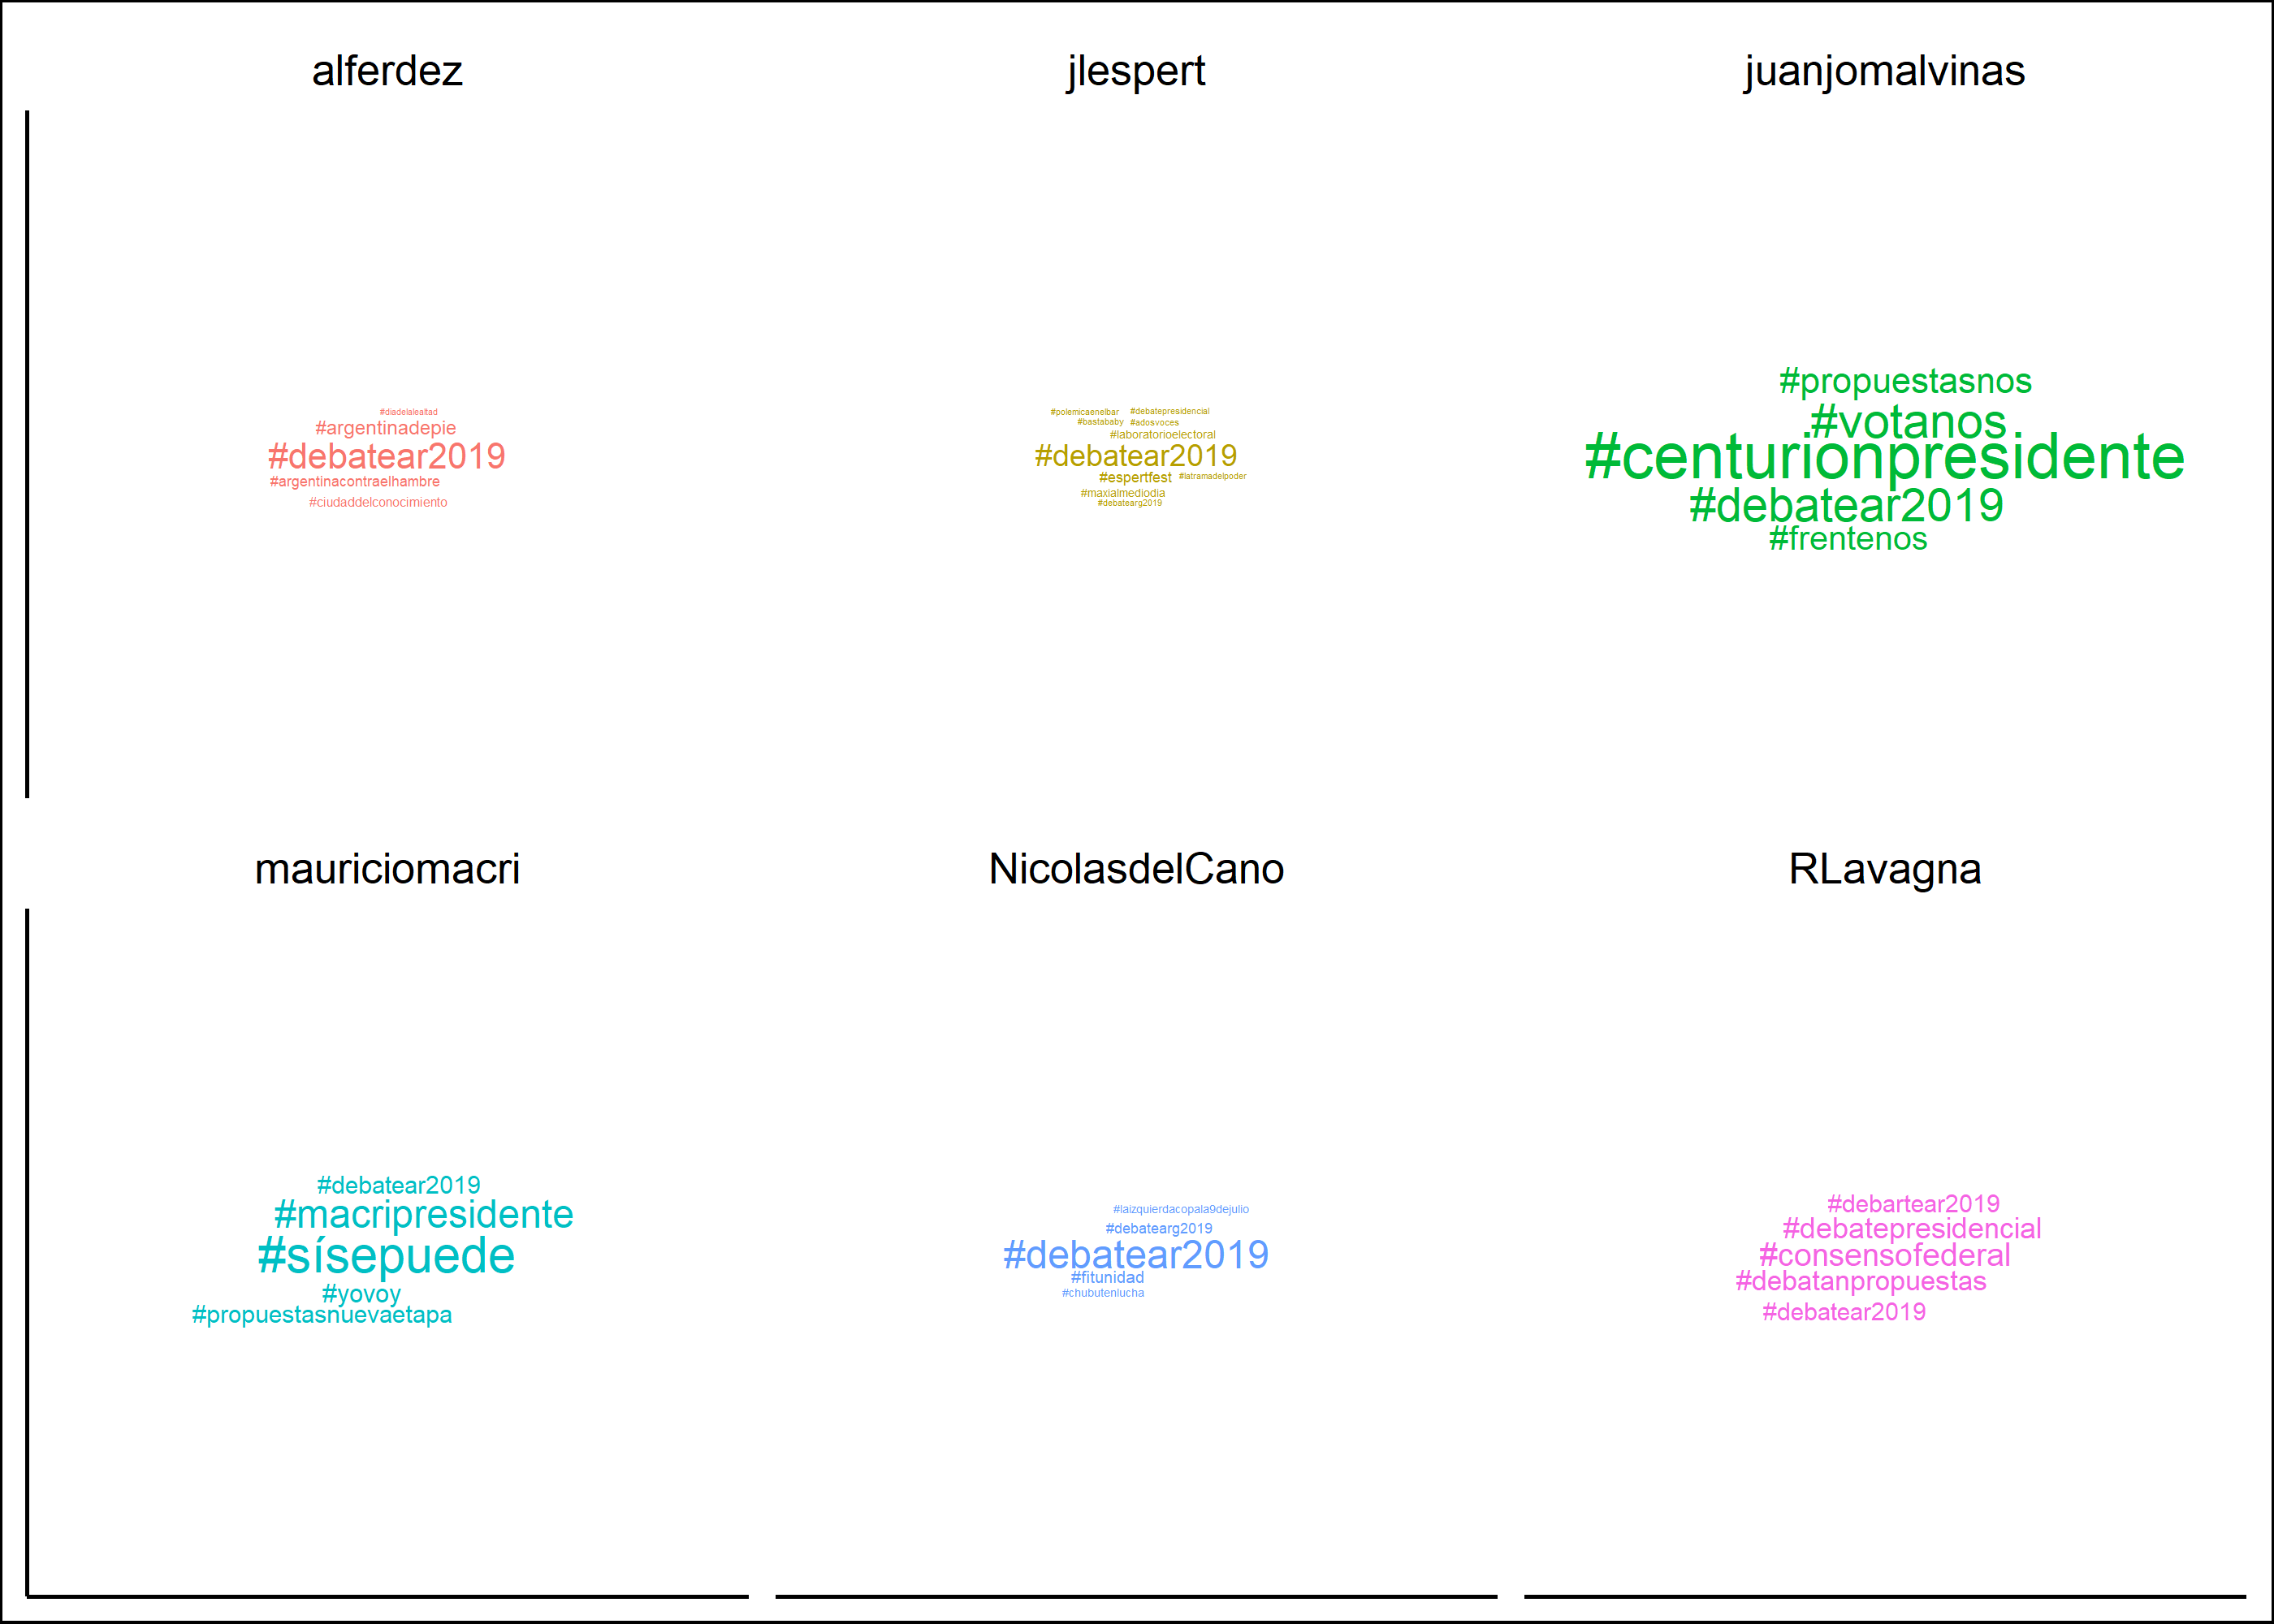 alferdez
jlespert
juanjomalvinas
#diadelalealtad
#argentinadepie
#debatear2019
#argentinacontraelhambre
#ciudaddelconocimiento
#polemicaenelbar #debatepresidencial
#bastababy #adosvoces
#laboratorioelectoral
#debatear2019
#espertfest #latramadelpoder
#maxialmediodia
#debatearg2019
#propuestasnos
#votanos
#centurionpresidente
#debatear2019
#frentenos
mauriciomacri
NicolasdelCano
RLavagna
#debatear2019
#macripresidente
#sísepuede
#yovoy
#propuestasnuevaetapa
#laizquierdacopala9dejulio
#debatearg2019
#debatear2019
#fitunidad
#chubutenlucha
#debartear2019
#debatepresidencial
#consensofederal
#debatanpropuestas
#debatear2019